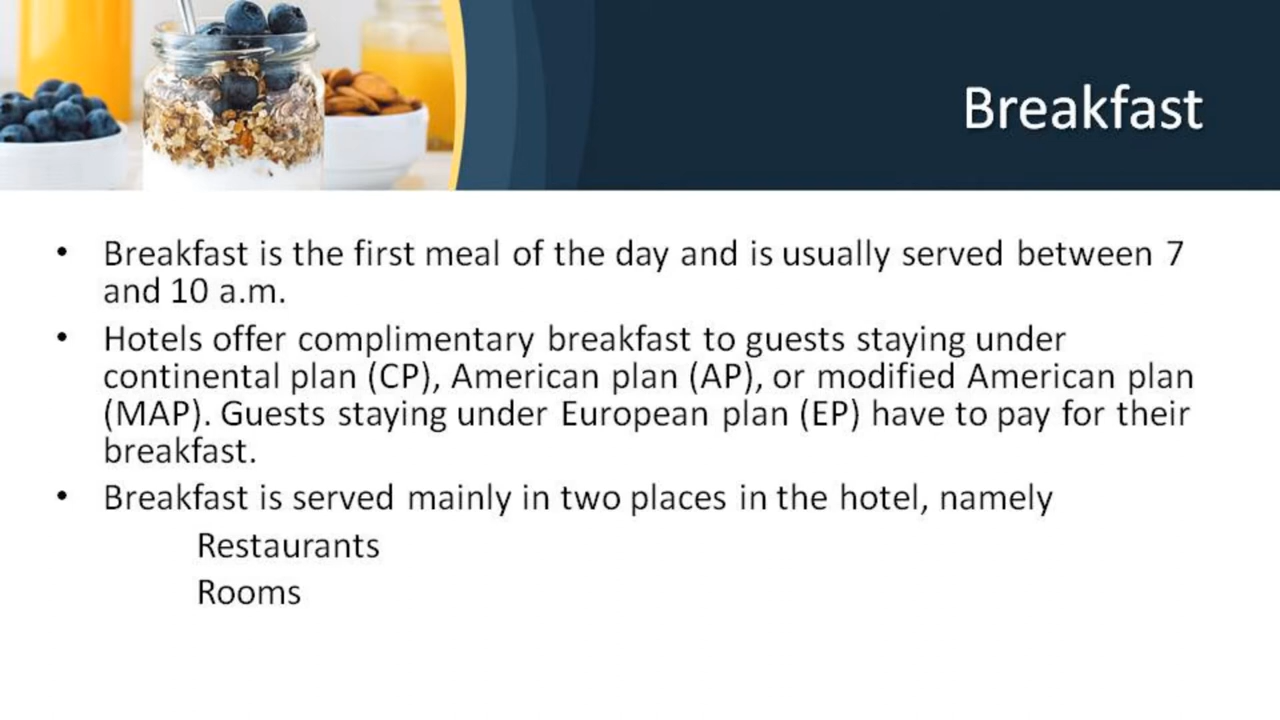 Breakfast
• Breakfast is the first meal of the day and is usually served between 7
and 10 a.m.
• Hotels offer complimentary breakfast to guests staying under
continental plan (CP), American plan (AP), or modified American plan
(MAP). Guests staying under European plan (EP) have to pay for their
breakfast.
• Breakfast is served mainly in two places in the hotel, namely
Restaurants
Rooms